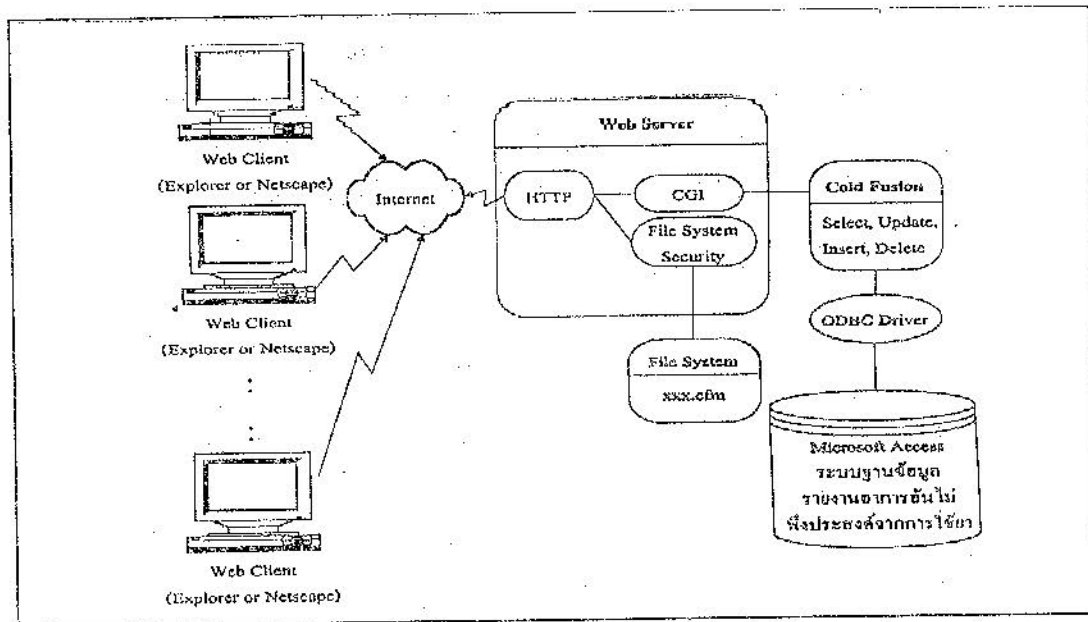 Web Client
(Explorer or Netscape)
Web Client
(Explorer or Netscape)
Web Client
(Explorer or Netscape)
Internet
Web Server
HTTP
CGI
File System
Security
File System
xxx.cfm
Cold Fusion
Select, Update,
Insert, Delete
ODBC Driver
Microsoft Access
ระบบฐานข้อมูล
รายงานอาการอันไม่
พึงประสงค์จากการใช้ยา